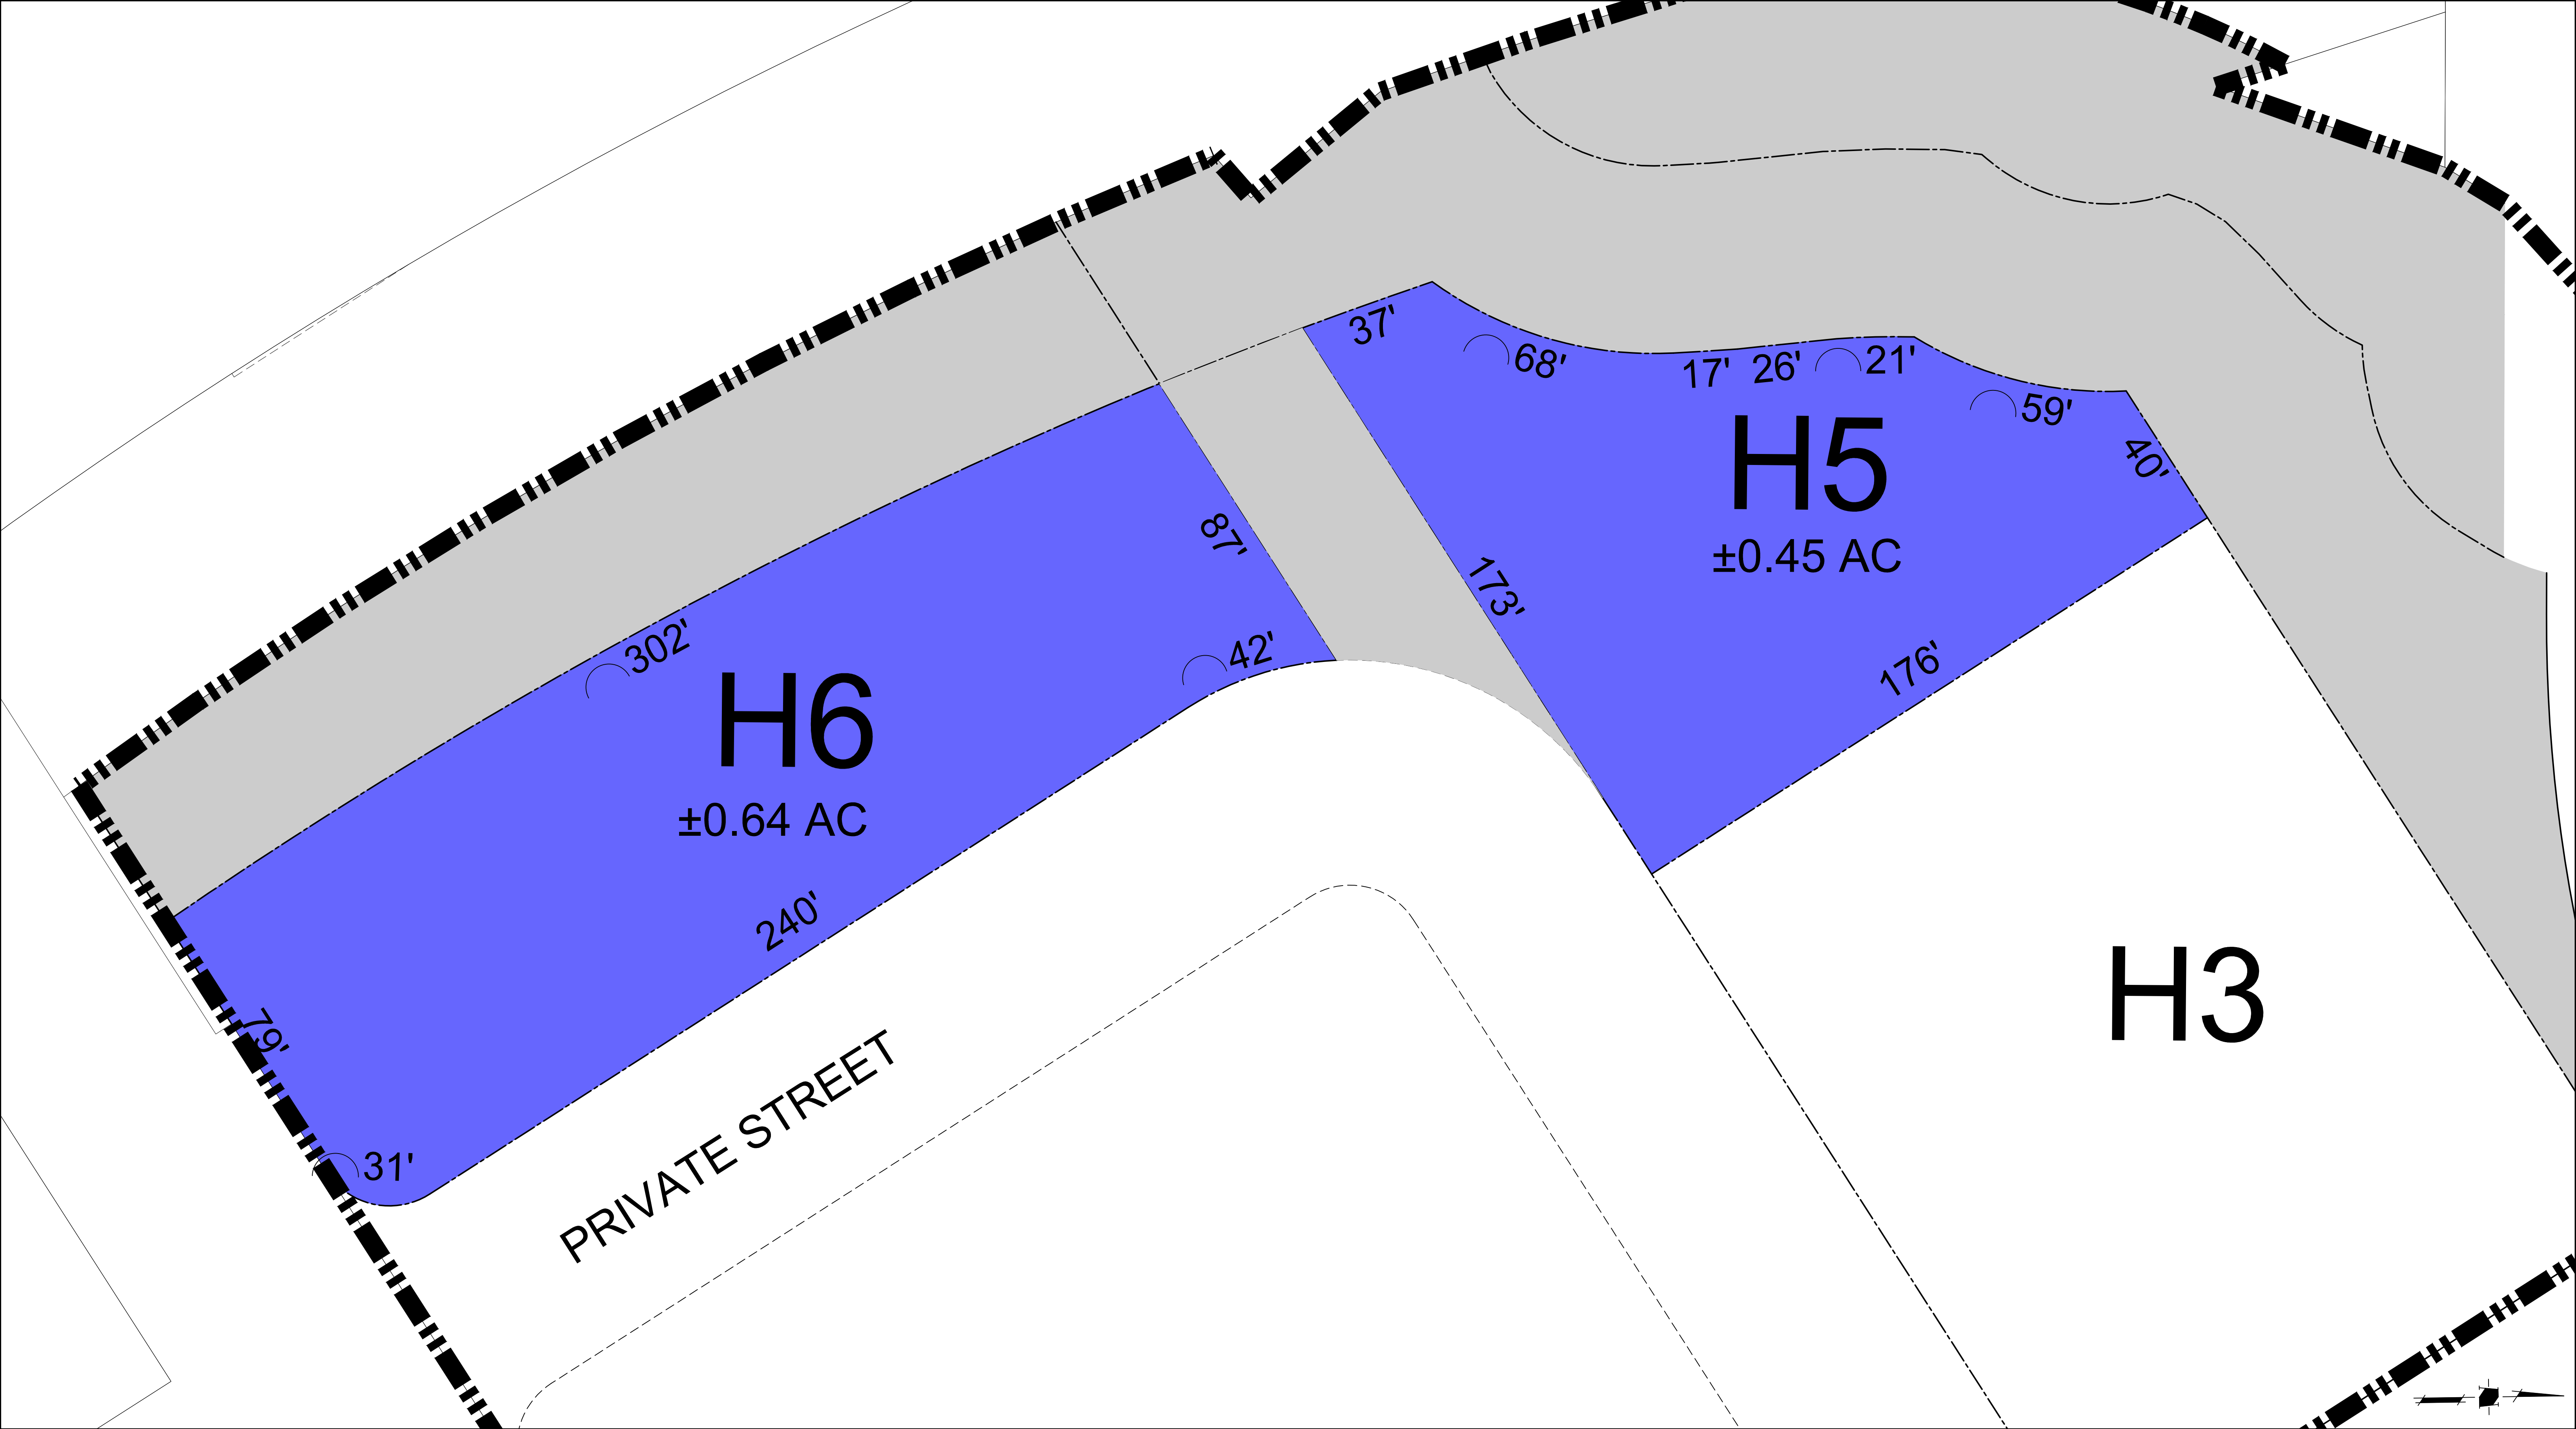 37'
68'
17'
26'
21'
59'
40'
H5
±0.45 AC
87'
173'
176'
302'
42'
H6
±0.64 AC
240'
79'
31'
H3
PRIVATE STREET